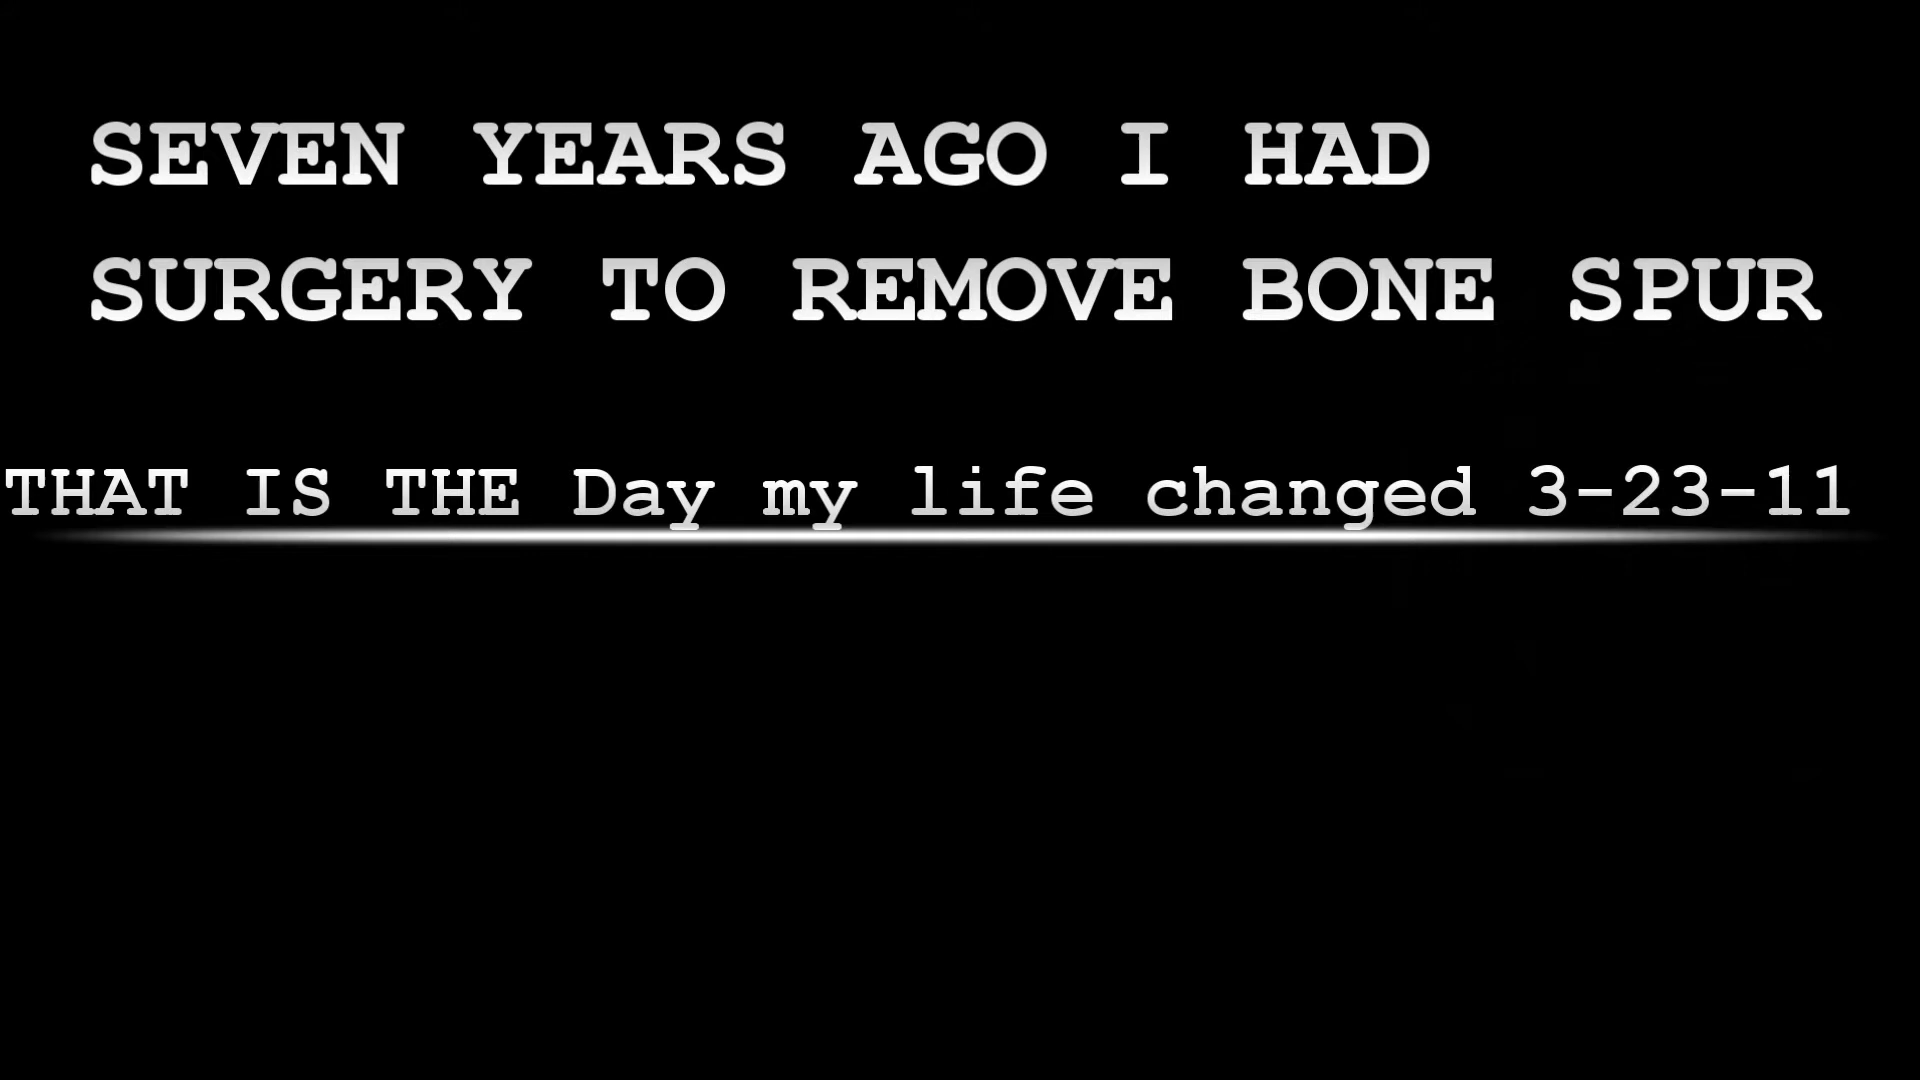 SEVEN YEARS AGO I HAD
SURGERY TO REMOVE BONE SPUR
THAT IS THE Day my life changed 3-23-11